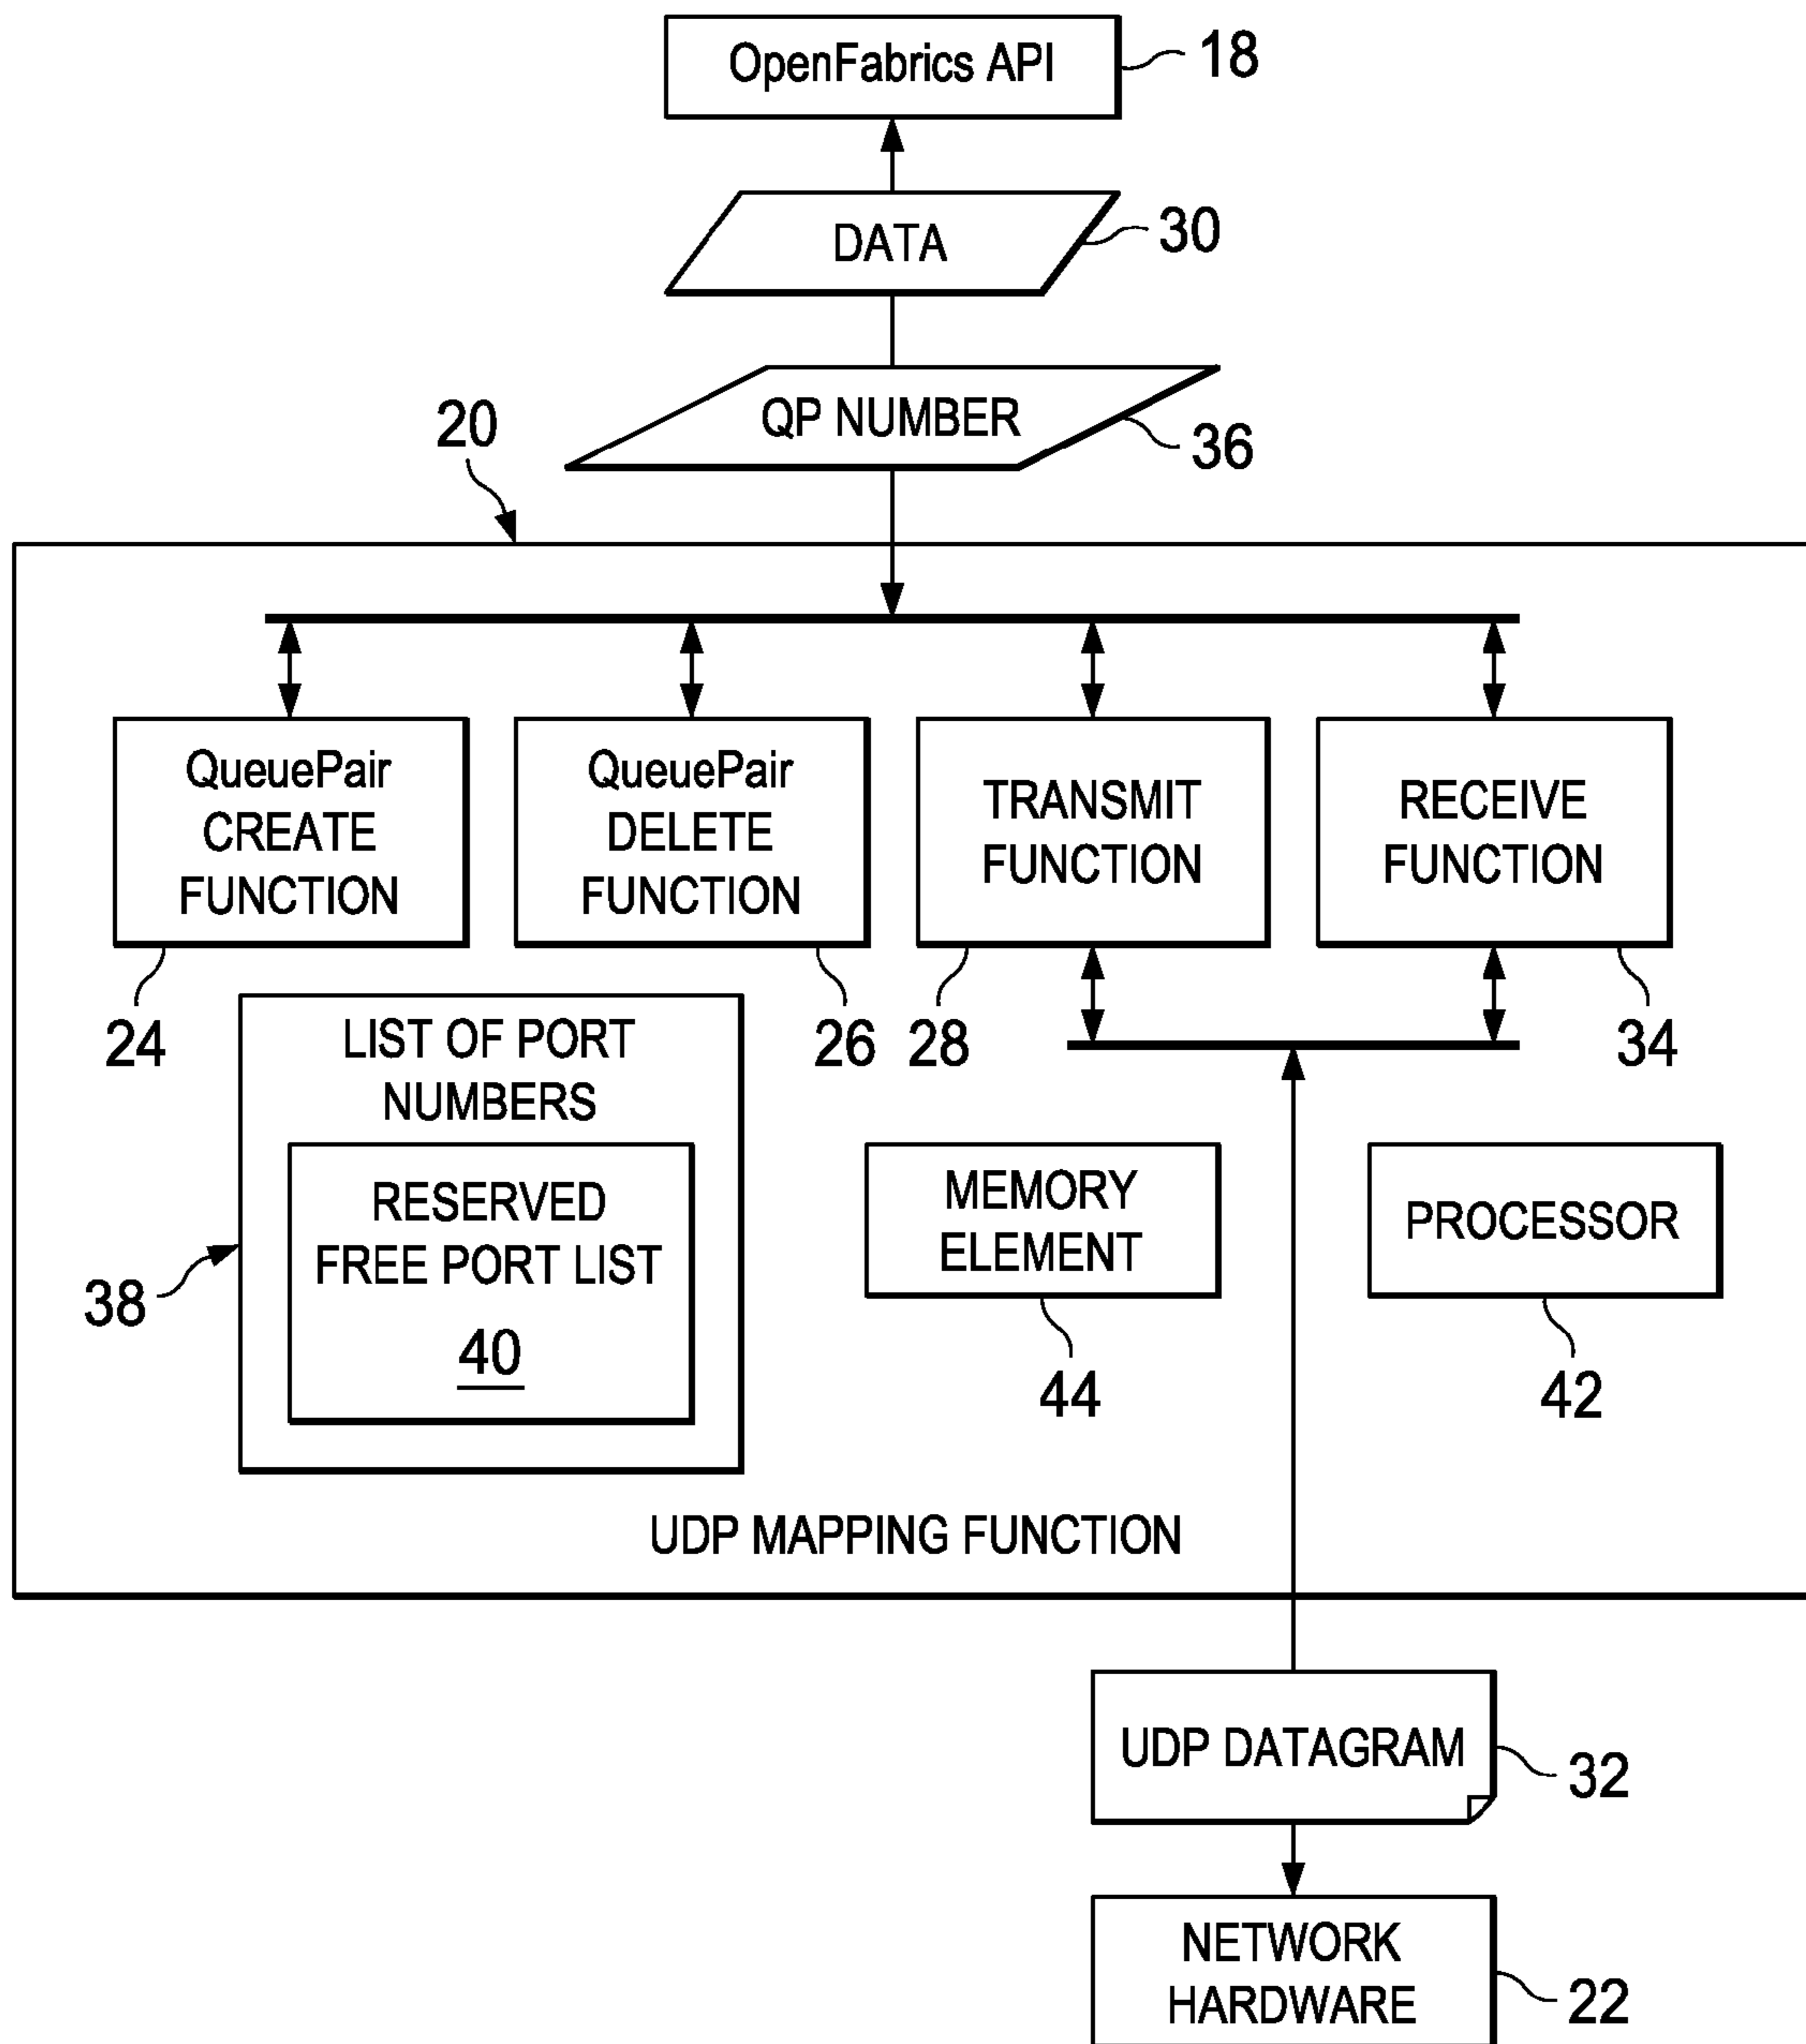 OpenFabrics API
18
DATA
30
QP NUMBER
36
20
QueuePair
CREATE
FUNCTION
QueuePair
DELETE
FUNCTION
TRANSMIT
FUNCTION
RECEIVE
FUNCTION
24
26
28
34
LIST OF PORT
NUMBERS
RESERVED
FREE PORT LIST
40
38
MEMORY
ELEMENT
44
PROCESSOR
42
UDP MAPPING FUNCTION
UDP DATAGRAM
32
NETWORK
HARDWARE
22